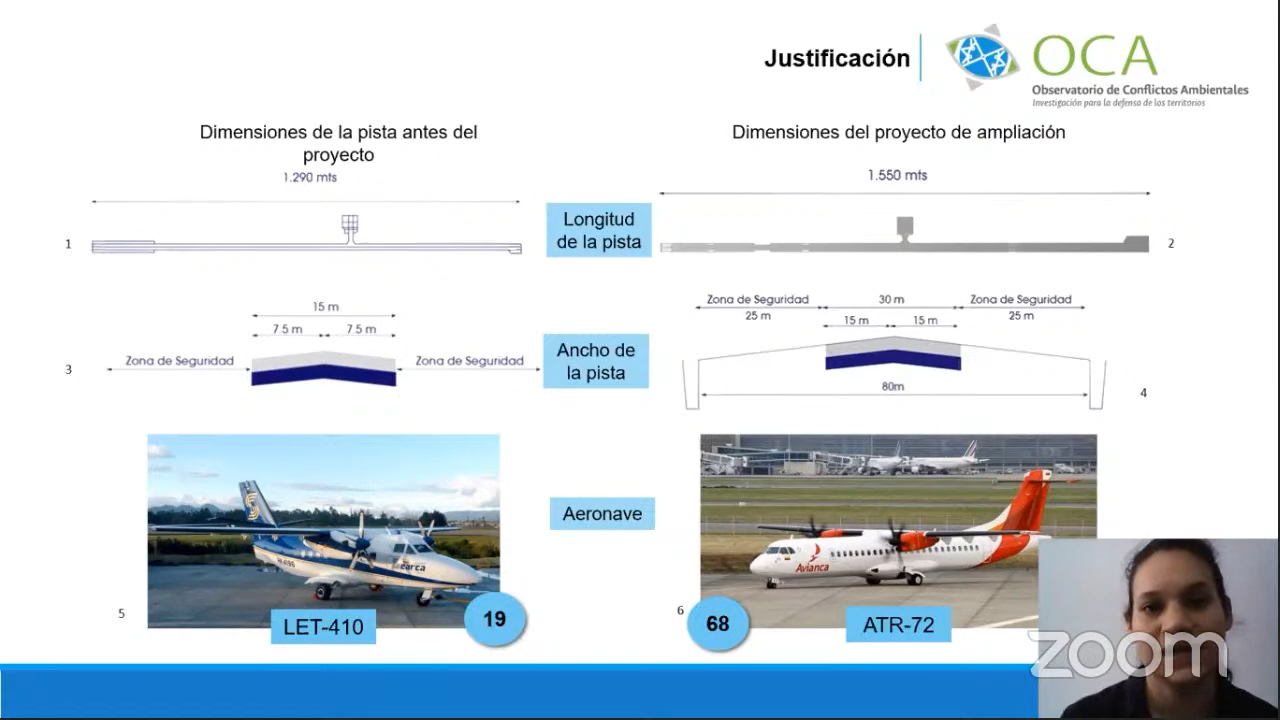 Justificación
OCA
Observatorio de Conflictos Ambientales
Investigación para la defensa de los territorios
Dimensiones de la pista antes del
proyecto
1.290 mts
1
Longitud
de la pista
Dimensiones del proyecto de ampliación
1.550 mts
2
15 m
7 5 m 7 5 m
Zona de Seguridad Zona de Seguridad
3
Ancho de
la pista
Zona de Seguridad 30 m Zona de Seguridad
25 m 15 m 15 m 25 m
80m
4
Aeronave
searca
5
LET-410
19
Avianca
6
68
ATR-72
zoom